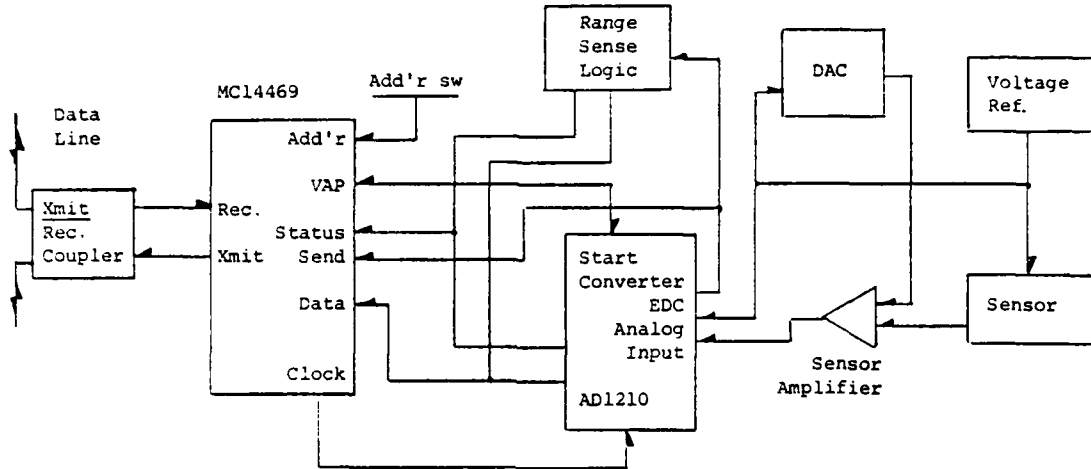 Range
Sense
Logic
DAC
Voltage
Ref.
MC14469
Add'r sw
Data
Line
Add'r
VAP
Xmit
Rec.
Coupler
Rec.
Status
Xmit
Send
Data
Clock
Start
Converter
EDC
Analog
Input
AD1210
Sensor
Sensor
Amplifier